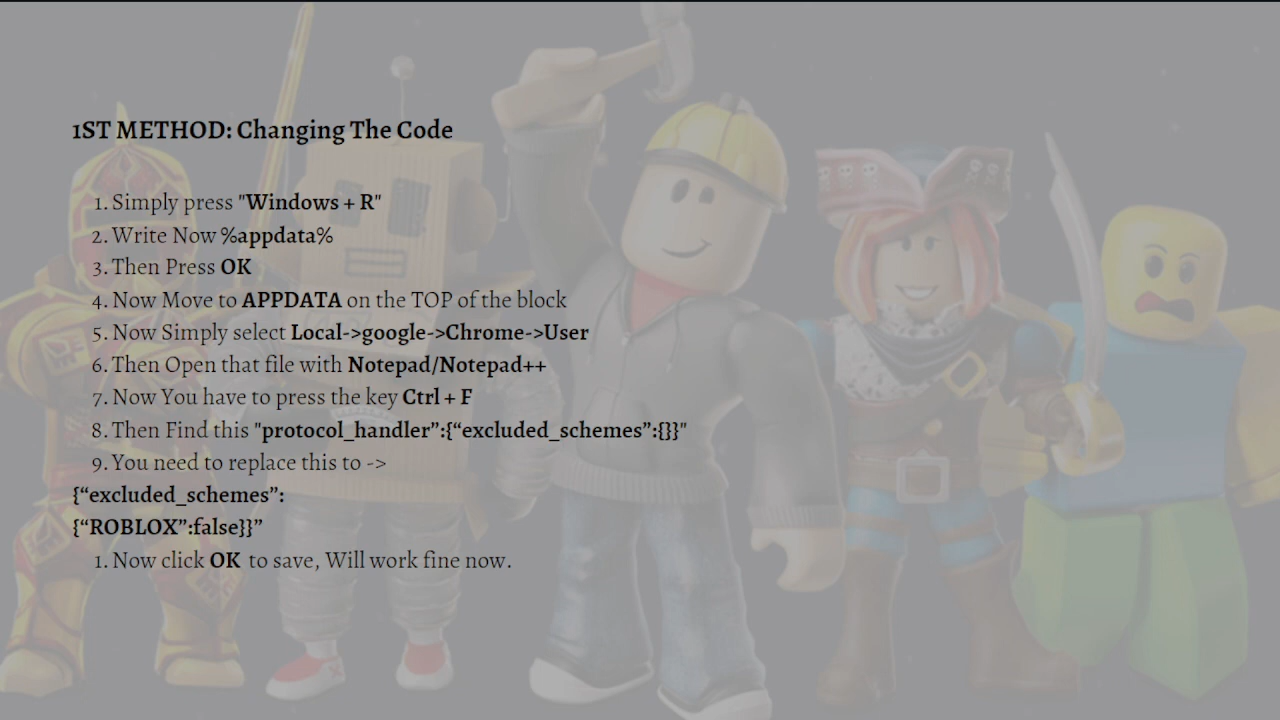 1ST METHOD: Changing The Code
1. Simply press "Windows + R"
2. Write Now %appdata%
3. Then Press OK
4. Now Move to APPDATA on the TOP of the block
5. Now Simply select Local->google->Chrome->User
6. Then Open that file with Notepad/Notepad++
7. Now You have to press the key Ctrl + F
8. Then Find this "protocol_handler”:{“excluded_schemes”:{}}"
9. You need to replace this to ->
{“excluded_schemes”:
{“ROBLOX”:false}}”
1. Now click OK to save, Will work fine now.